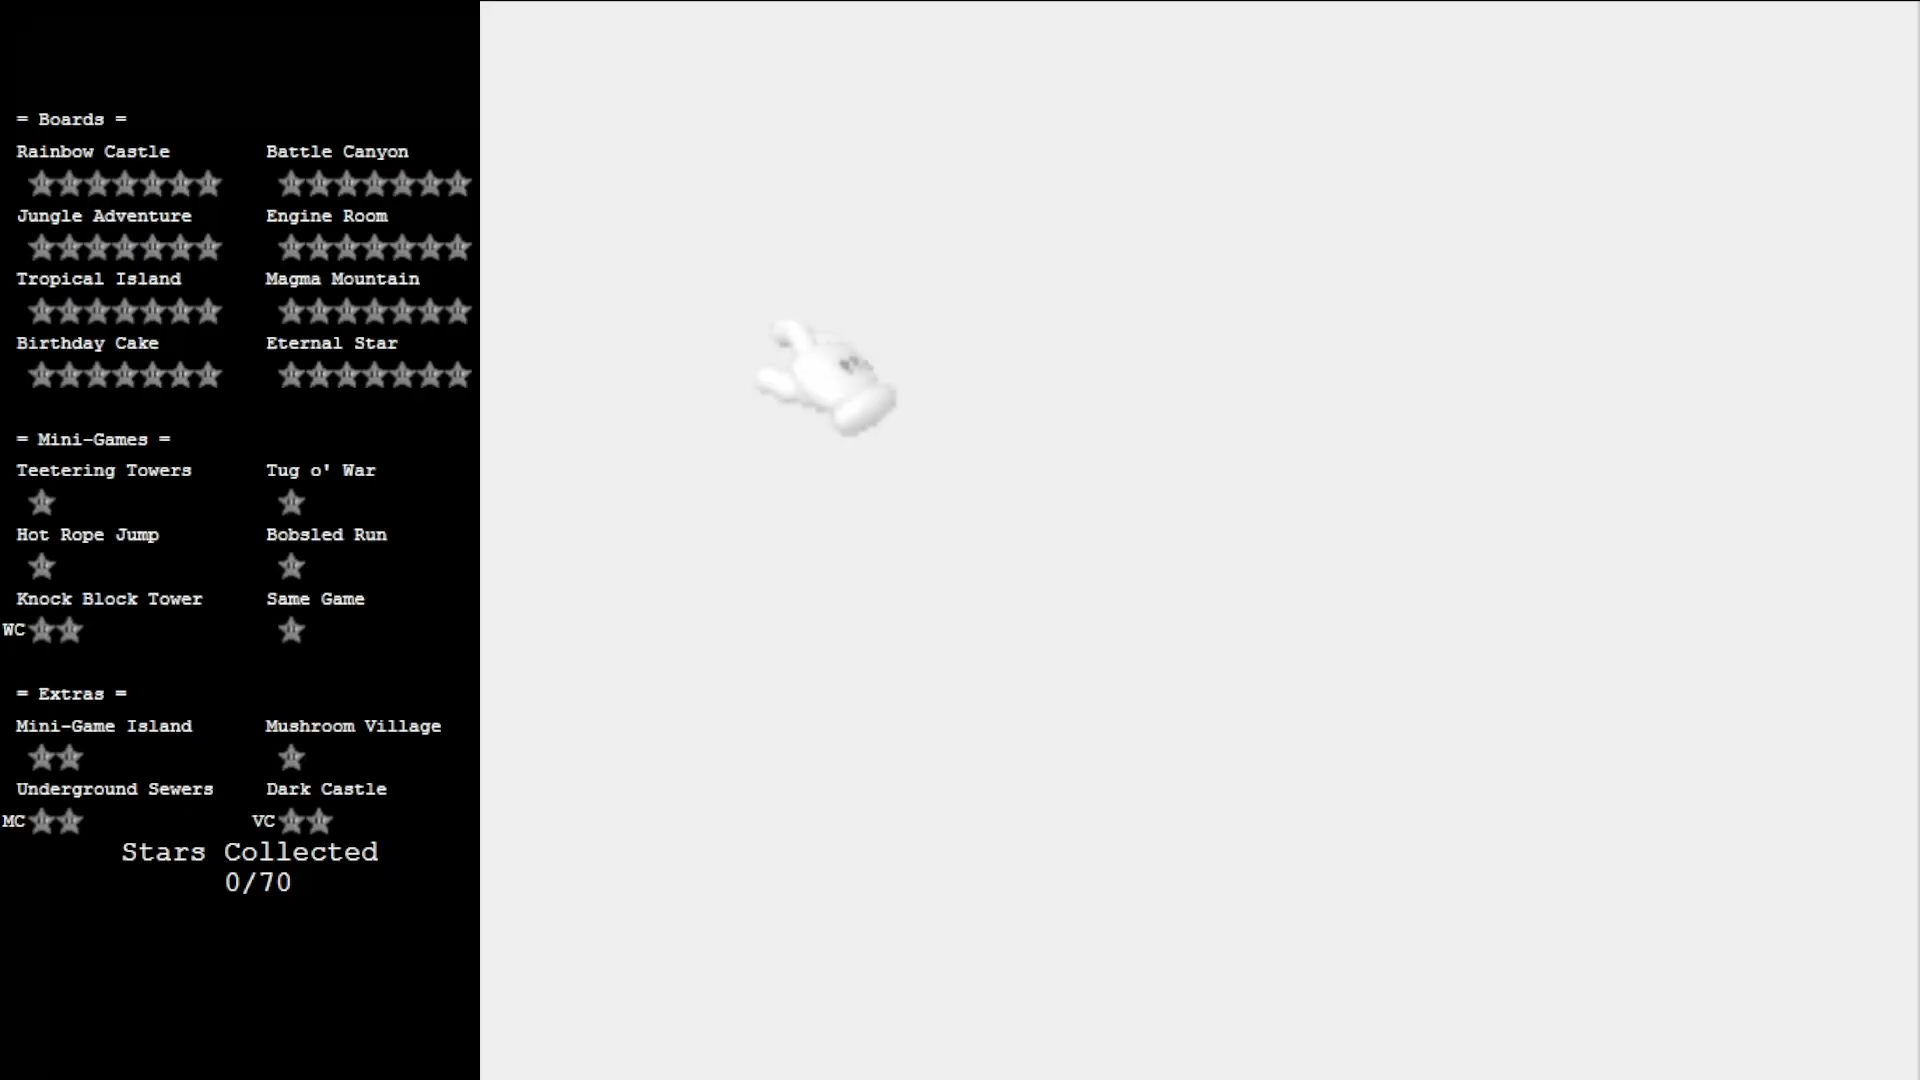 = Boards =
Rainbow Castle Battle Canyon
Jungle Adventure Engine Room
Tropical Island Magma Mountain
Birthday Cake Eternal Star
= Mini-Games =
Teetering Towers Tug o' War
Hot Rope Jump Bobsled Run
Knock Block Tower Same Game
WC
= Extras =
Mini-Game Island Mushroom Village
Underground Sewers Dark Castle
MC VC
Stars Collected
0/70